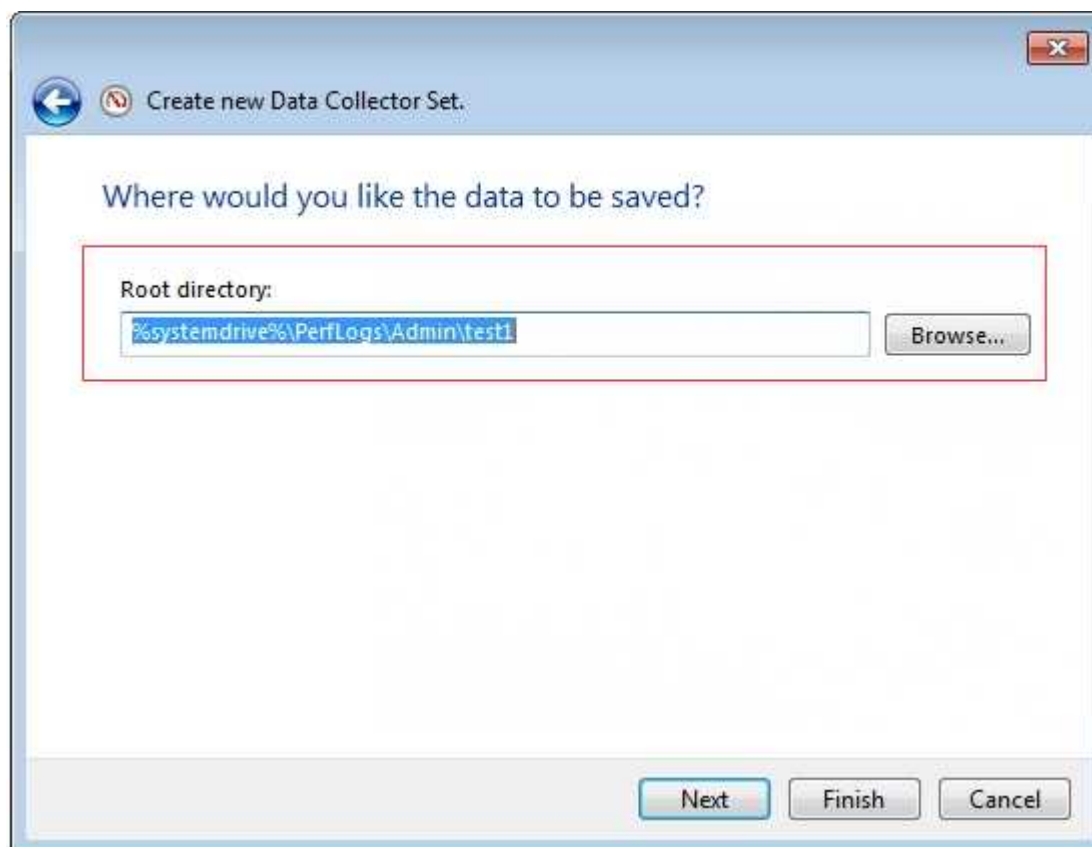 Create new Data Collector Set.
Where would you like the data to be saved?
Root directory:
%systemdrive%\PerfLogs\Admin\test1
Browse...
Next
Finish
Cancel